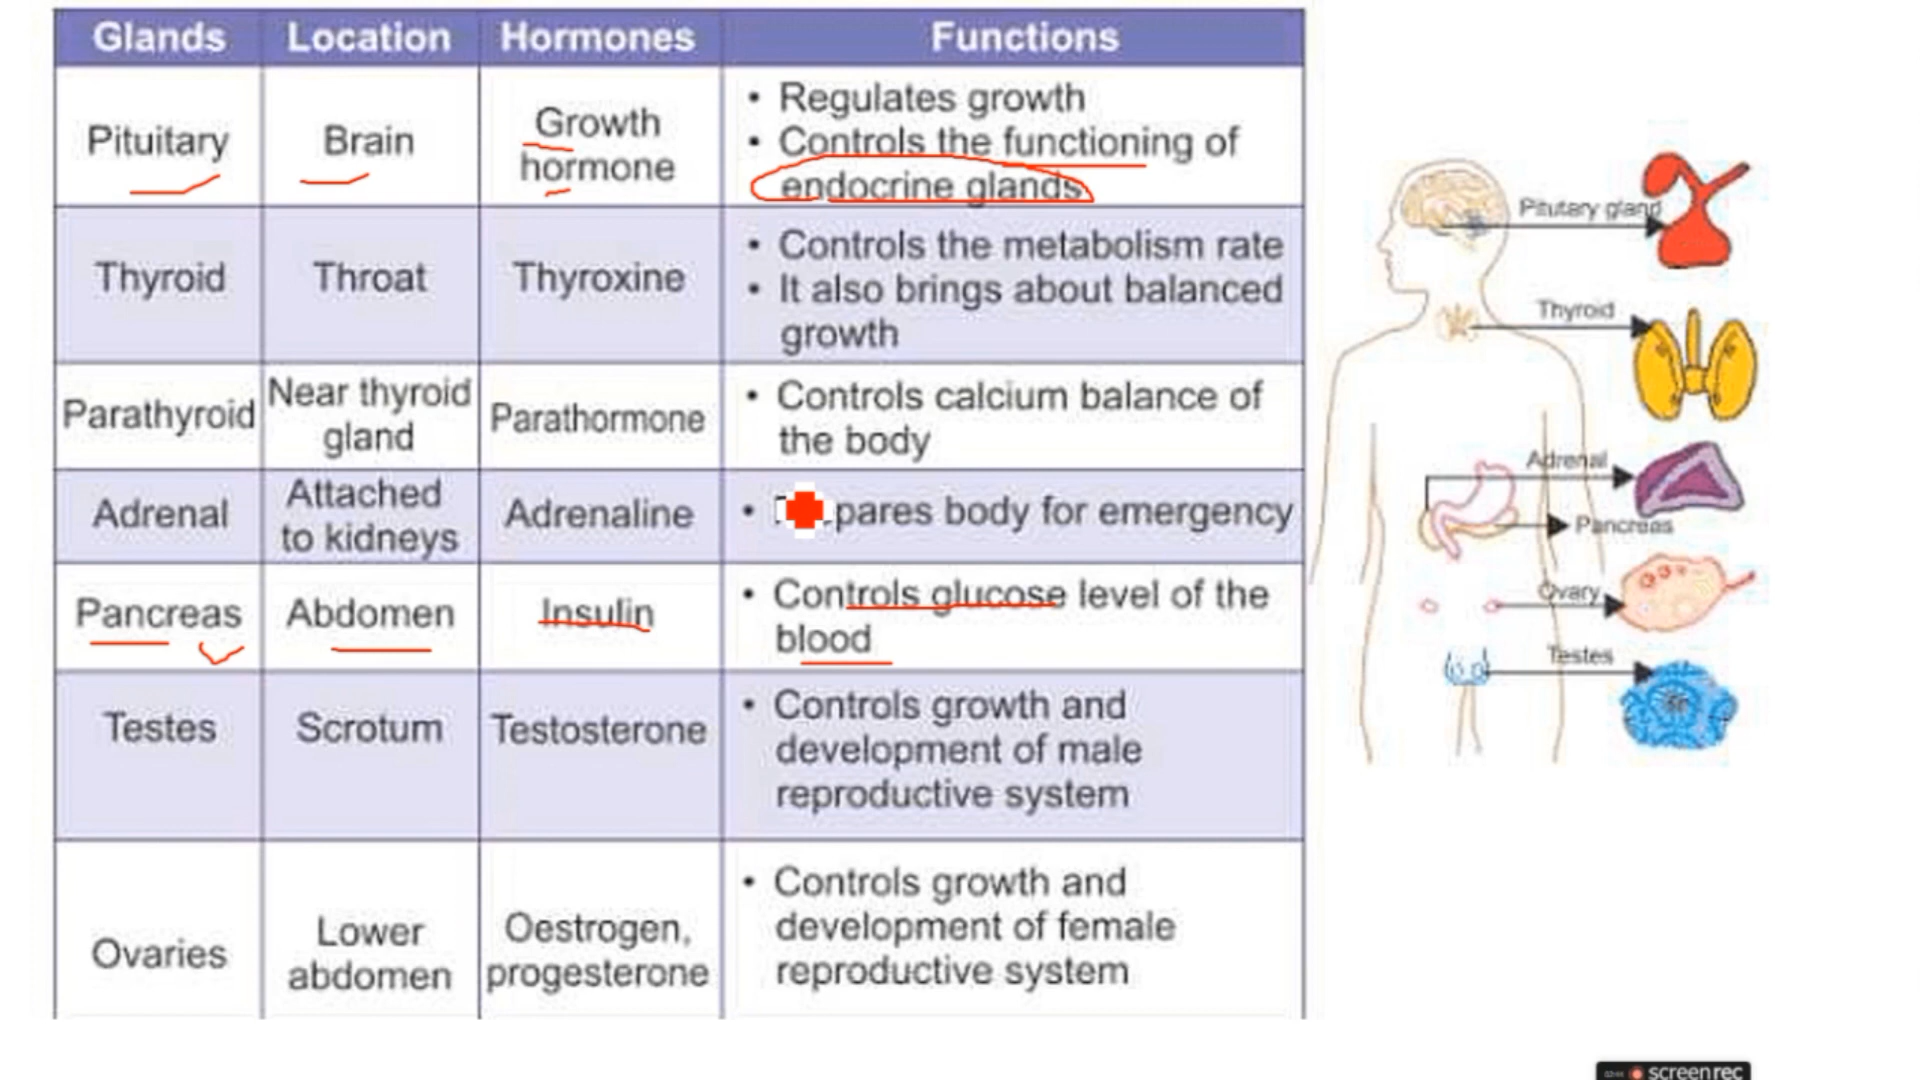 Glands Location Hormones Functions
Pituitary
Brain
Growth
hormone
• Regulates growth
• Controls the functioning of
endocrine glands
Thyroid
Throat
Thyroxine
• Controls the metabolism rate
• It also brings about balanced
growth
Parathyroid
Near thyroid
gland
Parathormone
• Controls calcium balance of
the body
Adrenal
Attached
to kidneys
Adrenaline
• pares body for emergency
Pancreas
Abdomen
Insulin
• Controls glucose level of the
blood
Testes
Scrotum
Testosterone
• Controls growth and
development of male
reproductive system
Ovaries
Lower
abdomen
Oestrogen,
progesterone
• Controls growth and
development of female
reproductive system
Pitutary gland
Thyroid
Adrenal
Pancreas
Ovary
Testes
screenrec